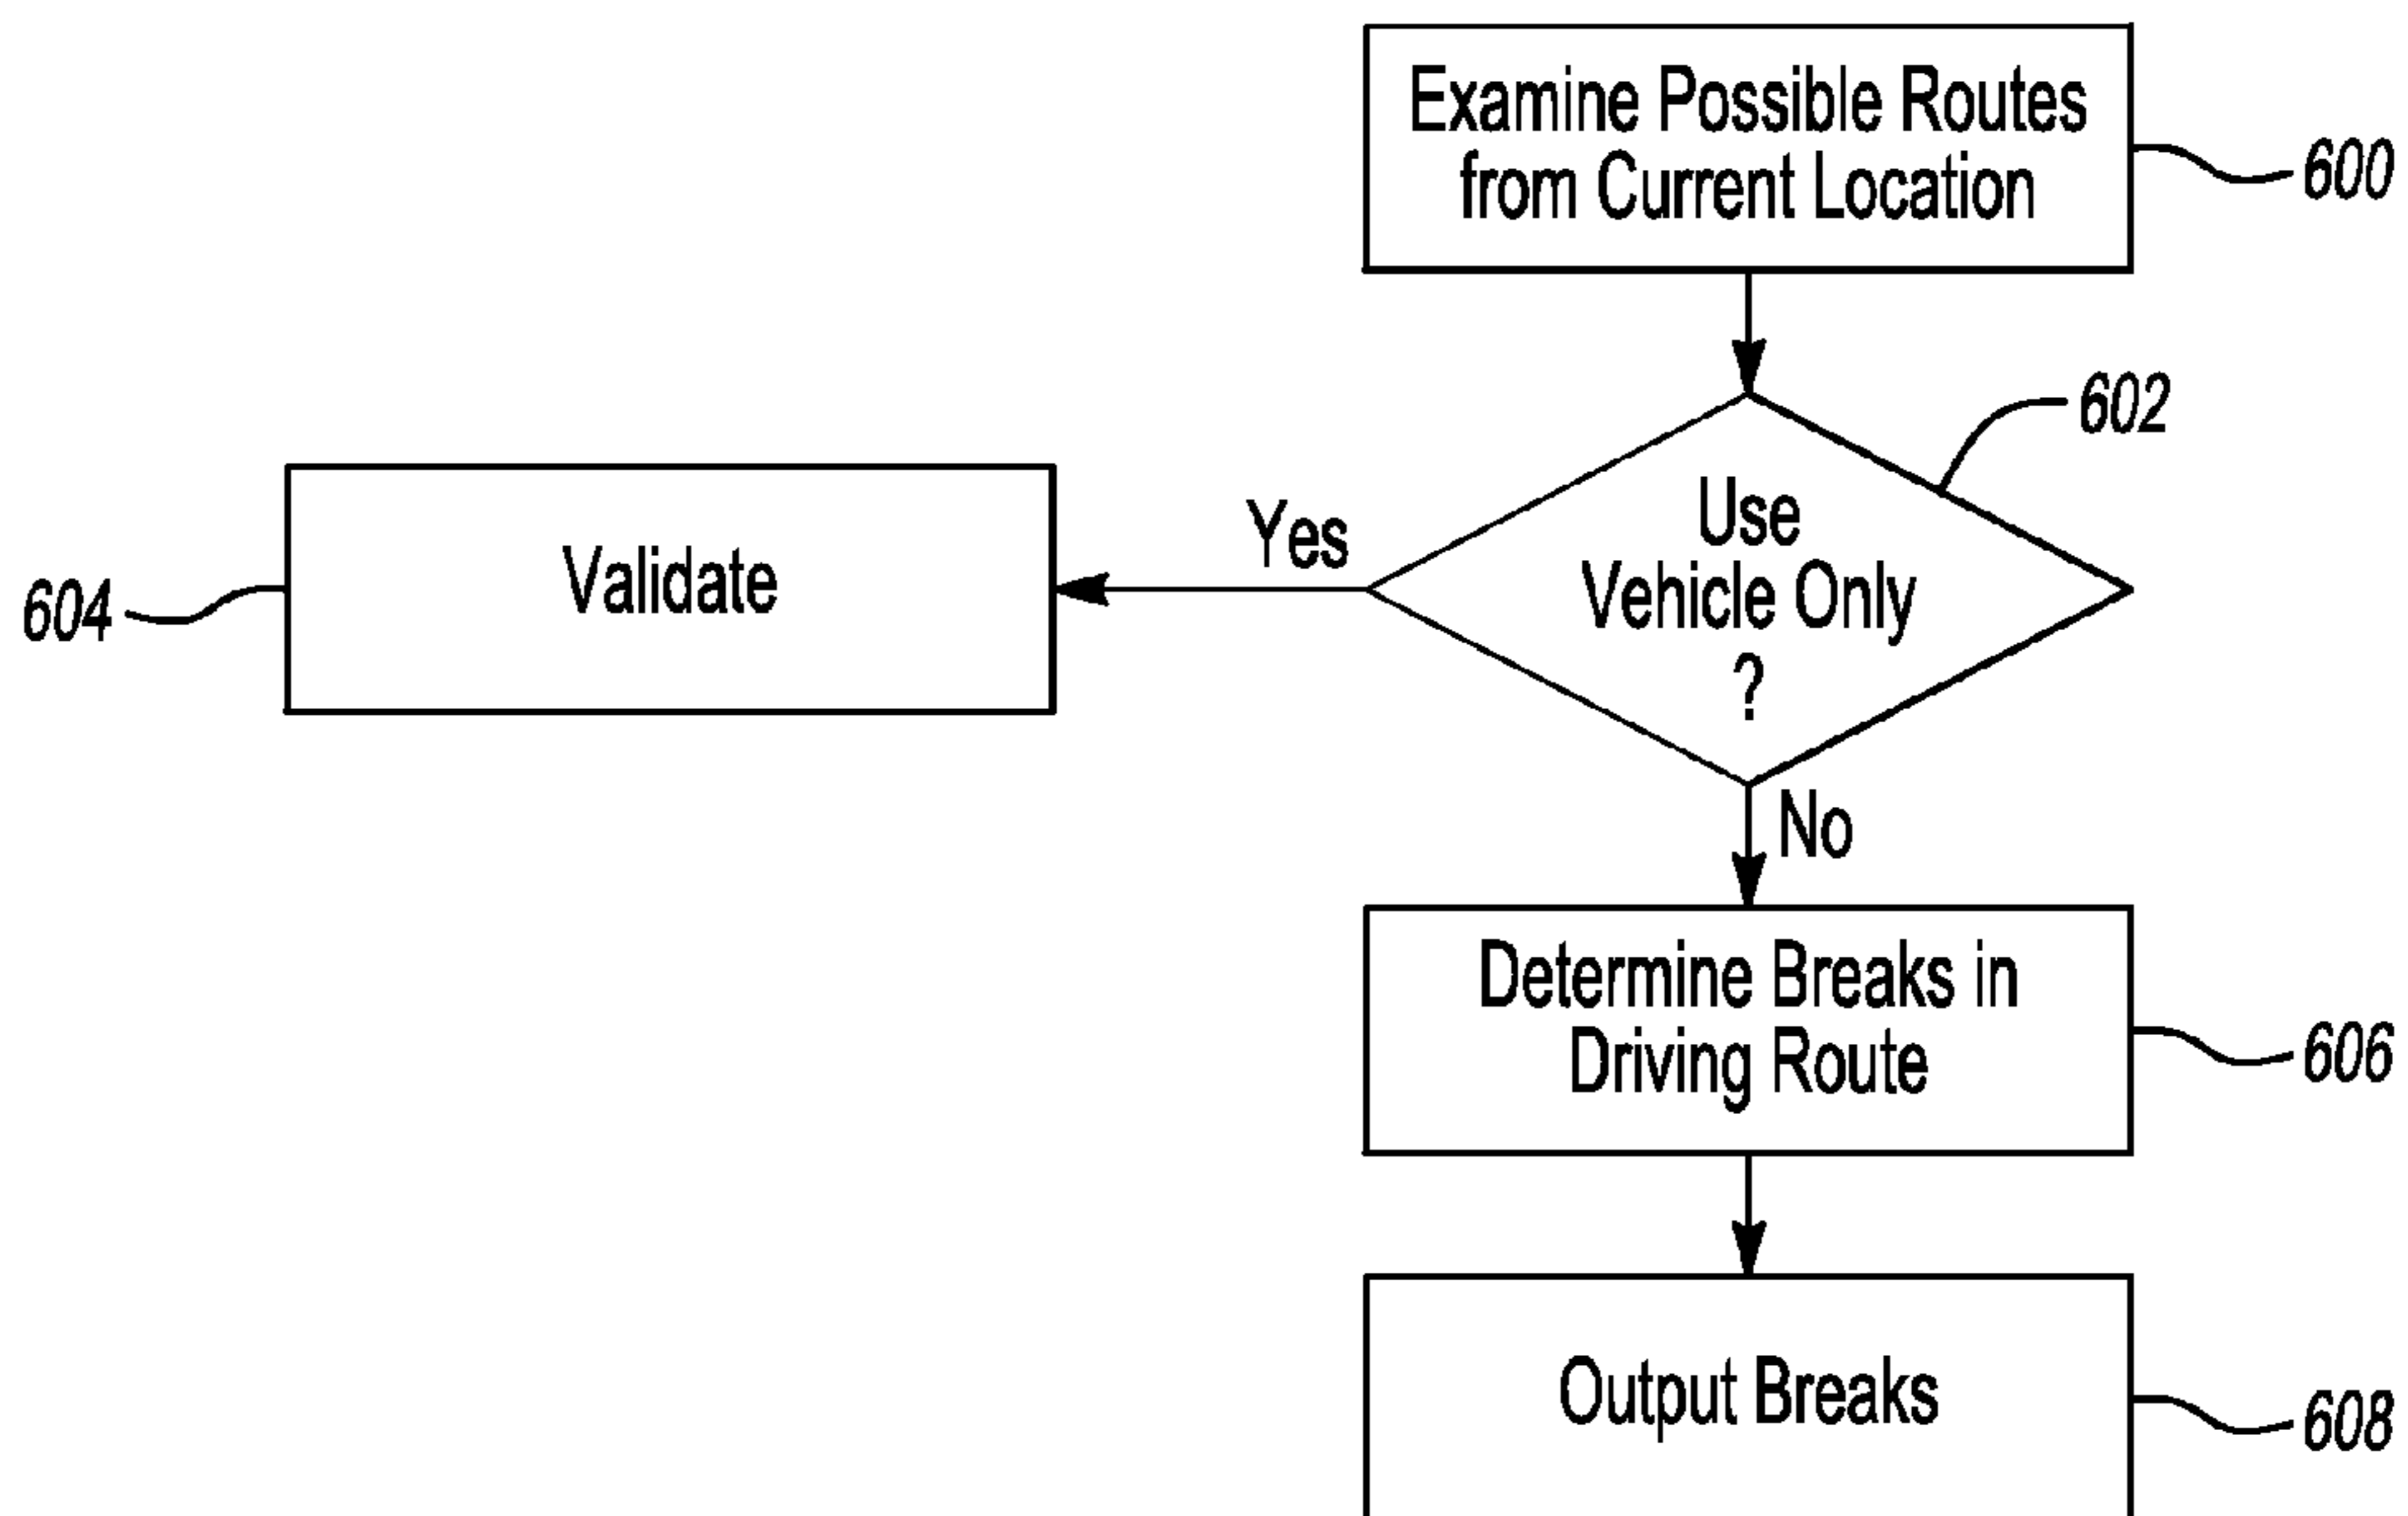 Examine Possible Routes
from Current Location
600
602
Use
Vehicle Only
?
Yes
Validate
604
No
Determine Breaks in
Driving Route
606
Output Breaks
608